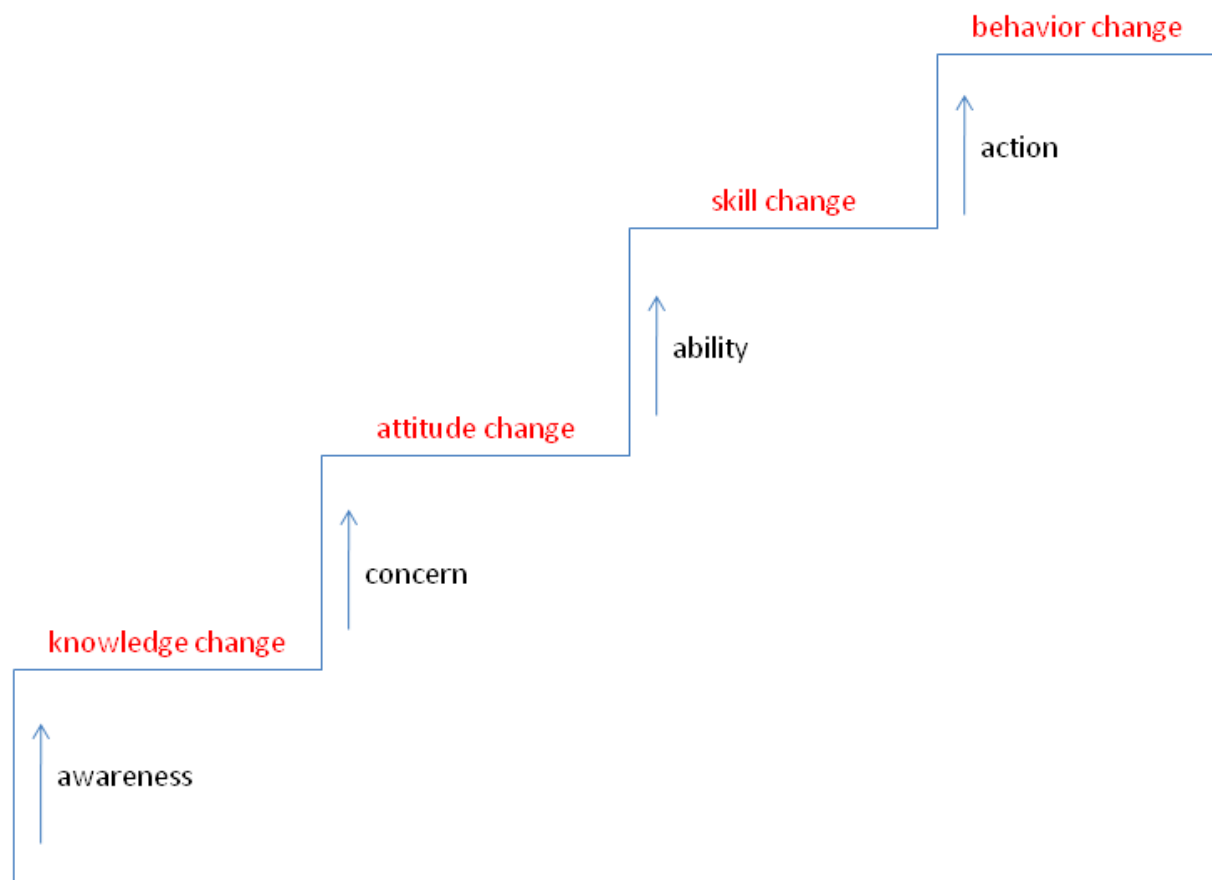 behavior change
action
skill change
ability
attitude change
concern
knowledge change
awareness